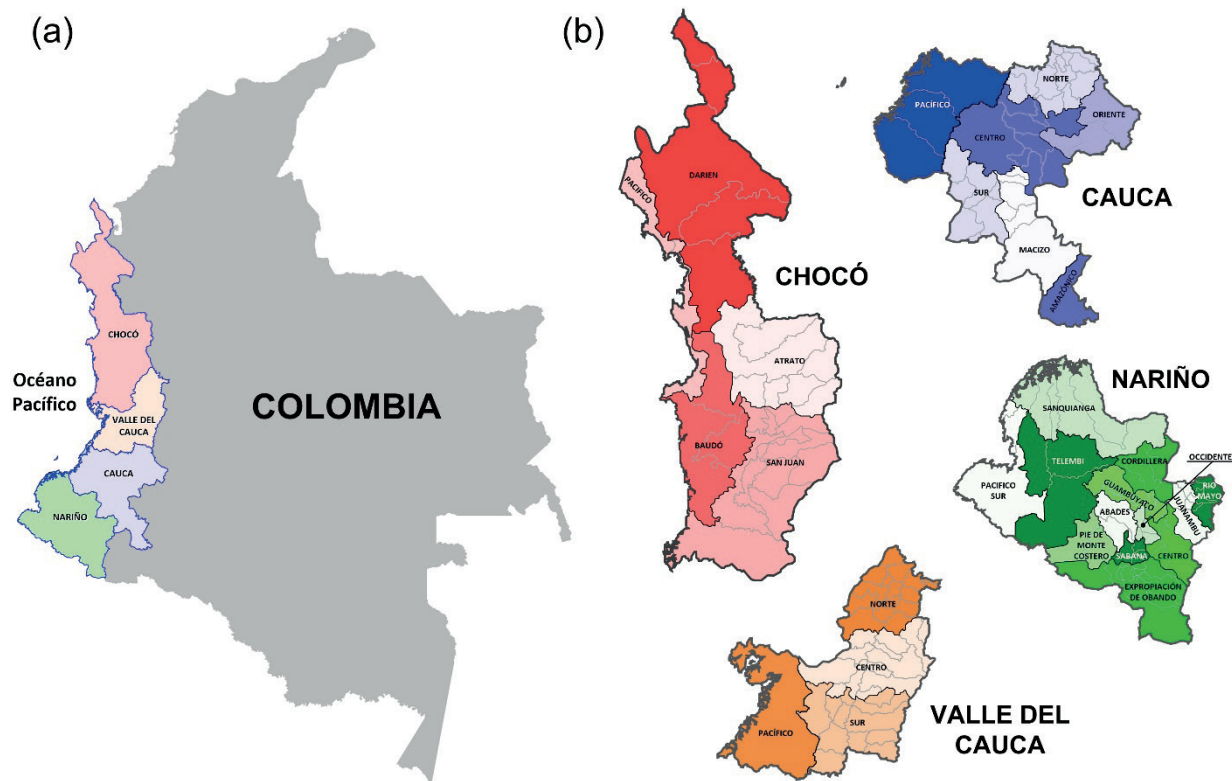 (a)
CHOCÓ
Océano
Pacífico
VALLE DEL
CAUCA
CAUCA
NARIÑO
COLOMBIA
(b)
DARIEN
PACIFICO
CHOCÓ
ATRATO
BAUDÓ
SAN JUAN
PACÍFICO
NORTE
ORIENTE
CENTRO
SUR
CAUCA
MACIZO
AMAZÓNICO
NARIÑO
SANQUIANGA
OCCIDENTE
TELEMBI
CORDILLERA
RIO
MAYO
PACIFICO
SUR
GUAMBUYACO
JUANAMBU
ABADES
PIE DE
MONTE
COSTERO
SABANA
CENTRO
EXPROPIACIÓN
DE OBANDO
NORTE
CENTRO
PACÍFICO
SUR
VALLE DEL
CAUCA